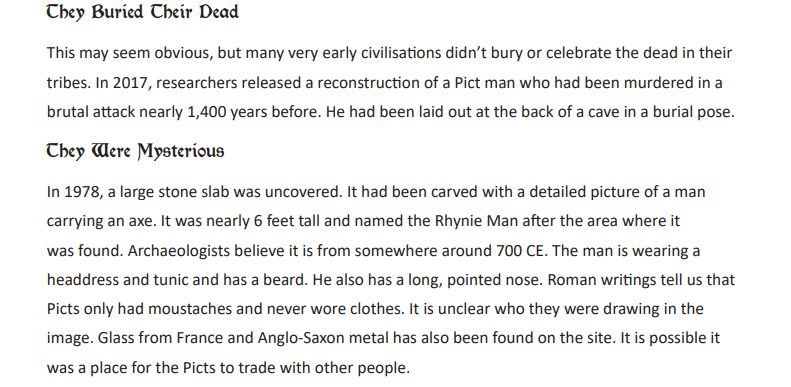 They Buried Their Dead
This may seem obvious, but many very early civilisations didn't bury or celebrate the dead in their
tribes. In 2017, researchers released a reconstruction of a Pict man who had been murdered in a
brutal attack nearly 1,400 years before. He had been laid out at the back of a cave in a burial pose.
They Were Mysterious
In 1978, a large stone slab was uncovered. It had been carved with a detailed picture of a man
carrying an axe. It was nearly 6 feet tall and named the Rhynie Man after the area where it
was found. Archaeologists believe it is from somewhere around 700 CE. The man is wearing a
headdress and tunic and has a beard. He also has a long, pointed nose. Roman writings tell us that
Picts only had moustaches and never wore clothes. It is unclear who they were drawing in the
image. Glass from France and Anglo-Saxon metal has also been found on the site. It is possible it
was a place for the Picts to trade with other people.